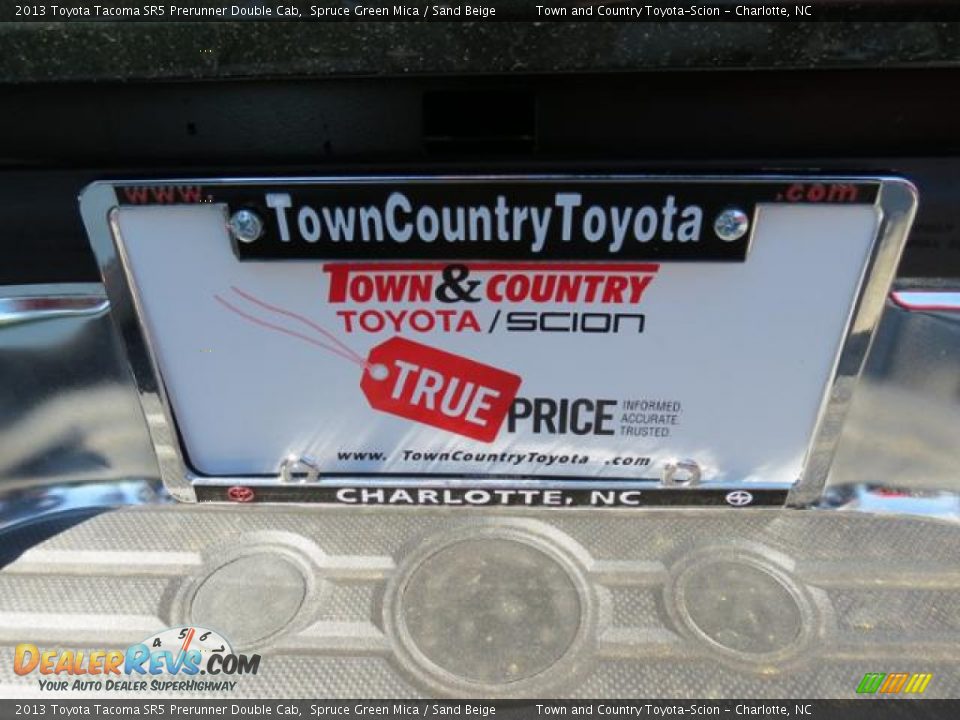 2013 Toyota Tacoma SR5 Prerunner Double Cab,  Spruce Green Mica / Sand Beige    Town and Country Toyota-Scion - Charlotte, NC
www. .com
TownCountryToyota
TOWN & COUNTRY
TOYOTA / SCION
TRUE PRICE
INFORMED.
ACCURATE.
TRUSTED.
www. TownCountryToyota .com
CHARLOTTE, NC
4 5 6
DEALERREVS.COM
YOUR AUTO DEALER SUPERHIGHWAY
2013 Toyota Tacoma SR5 Prerunner Double Cab,  Spruce Green Mica / Sand Beige    Town and Country Toyota-Scion - Charlotte, NC